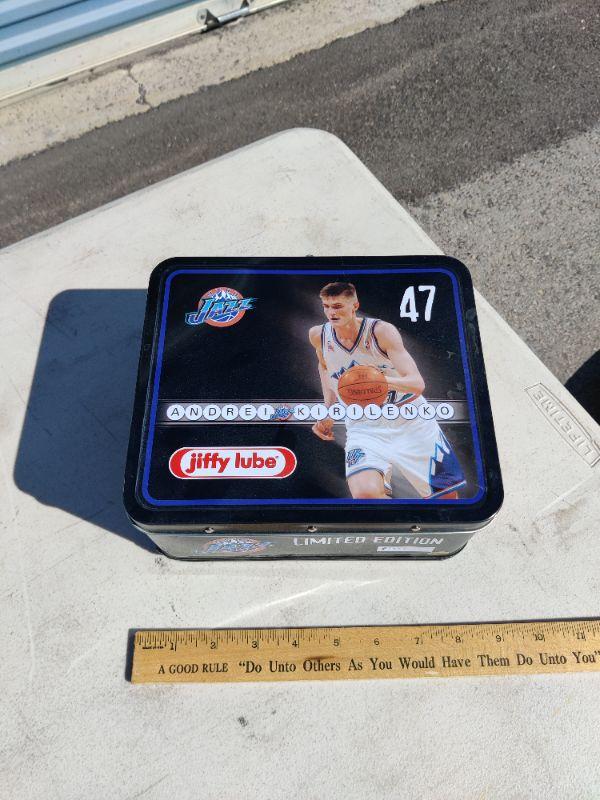 47
JAZZ
ANDREI KIRILENKO
SPALDING
jiffy lube®
LIMITED EDITION
LIFETIME
1 2 3 4 5 6 7 8 9 10 11
A GOOD RULE "Do Unto Others As You Would Have Them Do Unto You"